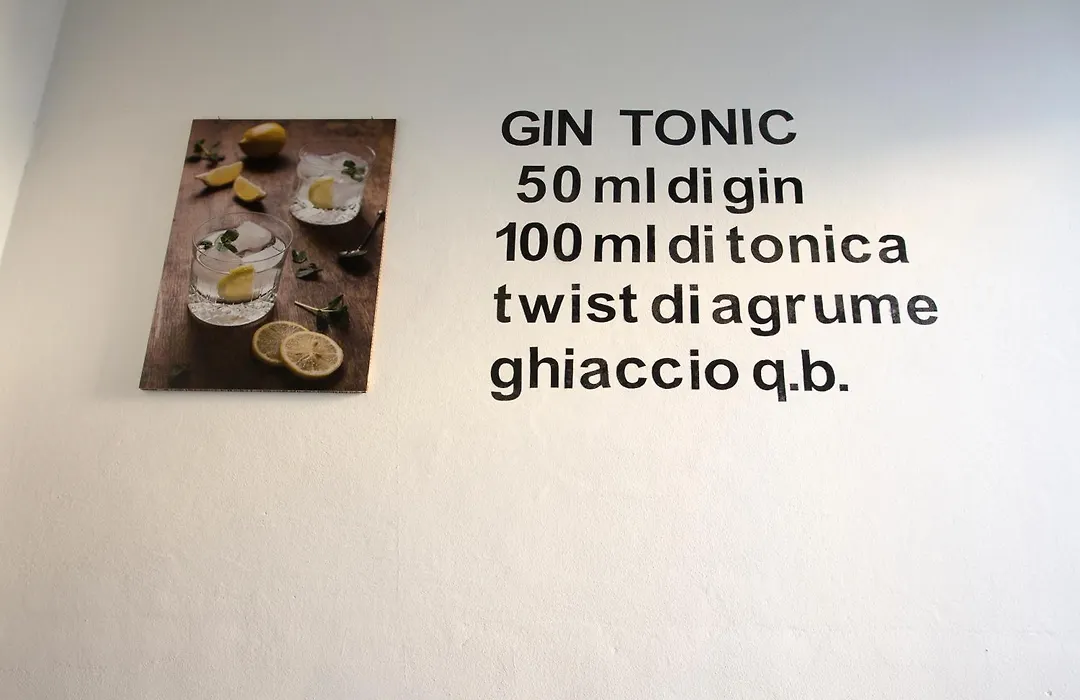 GIN TONIC
50 ml di gin
100 ml di tonica
twist di agrume
ghiaccio q.b.